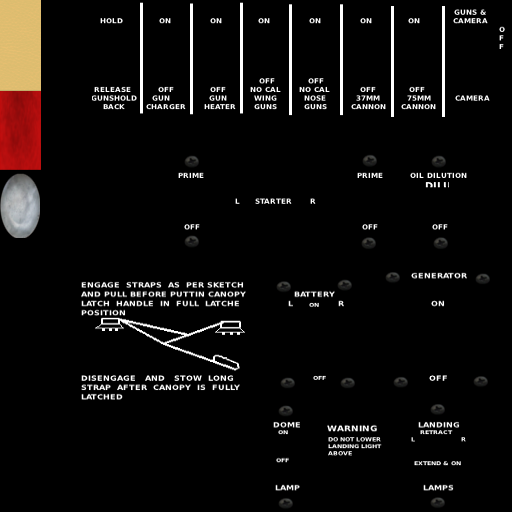 HOLD ON ON ON ON ON ON GUNS &
CAMERA
O
F
F
RELEASE
GUNSHOLD
BACK
OFF
GUN
CHARGER
OFF
GUN
HEATER
OFF
NO CAL
WING
GUNS
OFF
NO CAL
NOSE
GUNS
OFF
37MM
CANNON
OFF
75MM
CANNON
CAMERA
PRIME PRIME OIL DILUTION
L STARTER R
OFF OFF OFF
ENGAGE STRAPS AS PER SKETCH
AND PULL BEFORE PUTTIN CANOPY
LATCH HANDLE IN FULL LATCHE
POSITION
DISENGAGE AND STOW LONG
STRAP AFTER CANOPY IS FULLY
LATCHED
BATTERY
L ON R
OFF
GENERATOR
ON
OFF
DOME
ON
OFF
LAMP
WARNING
DO NOT LOWER
LANDING LIGHT
ABOVE
LANDING
RETRACT
L R
EXTEND & ON
LAMPS